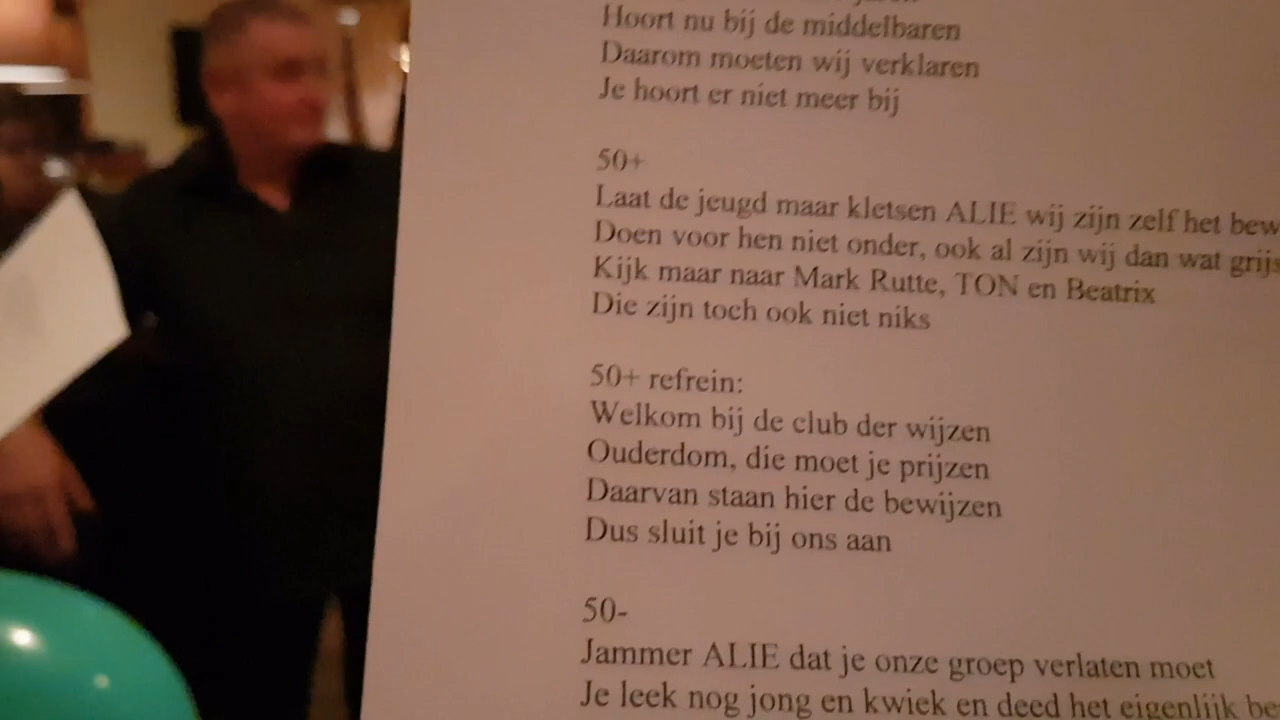 Hoort nu bij de middelbaren
Daarom moeten wij verklaren
Je hoort er niet meer bij
50+
Laat de jeugd maar kletsen ALIE wij zijn zelf het
Doen voor hen niet onder, ook al zijn wij dan wat
Kijk maar naar Mark Rutte, TON en Beatrix
Die zijn toch ook niet niks
50+ refrein:
Welkom bij de club der wijzen
Ouderdom, die moet je prijzen
Daarvan staan hier de bewijzen
Dus sluit je bij ons aan
50-
Jammer ALIE dat je onze groep verlaten moet
Je leek nog jong en kwiek en deed het eigenlijk